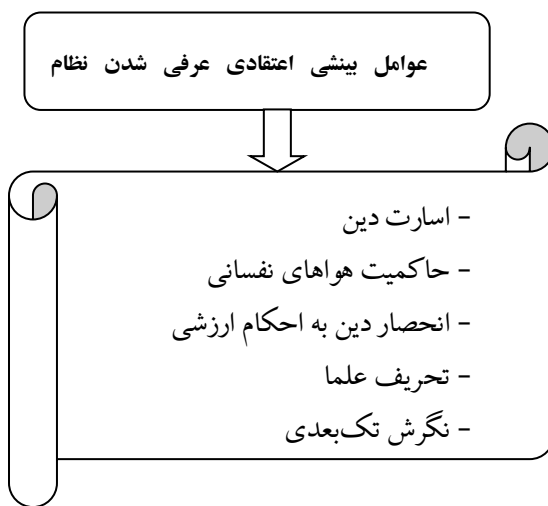 عوامل بینشی اعتقادی عرفی شدن نظام
- اسارت دین
- حاکمیت هواهای نفسانی
- انحصار دین به احکام ارزشی
- تحریف علما
- نگرش تک‌بعدی